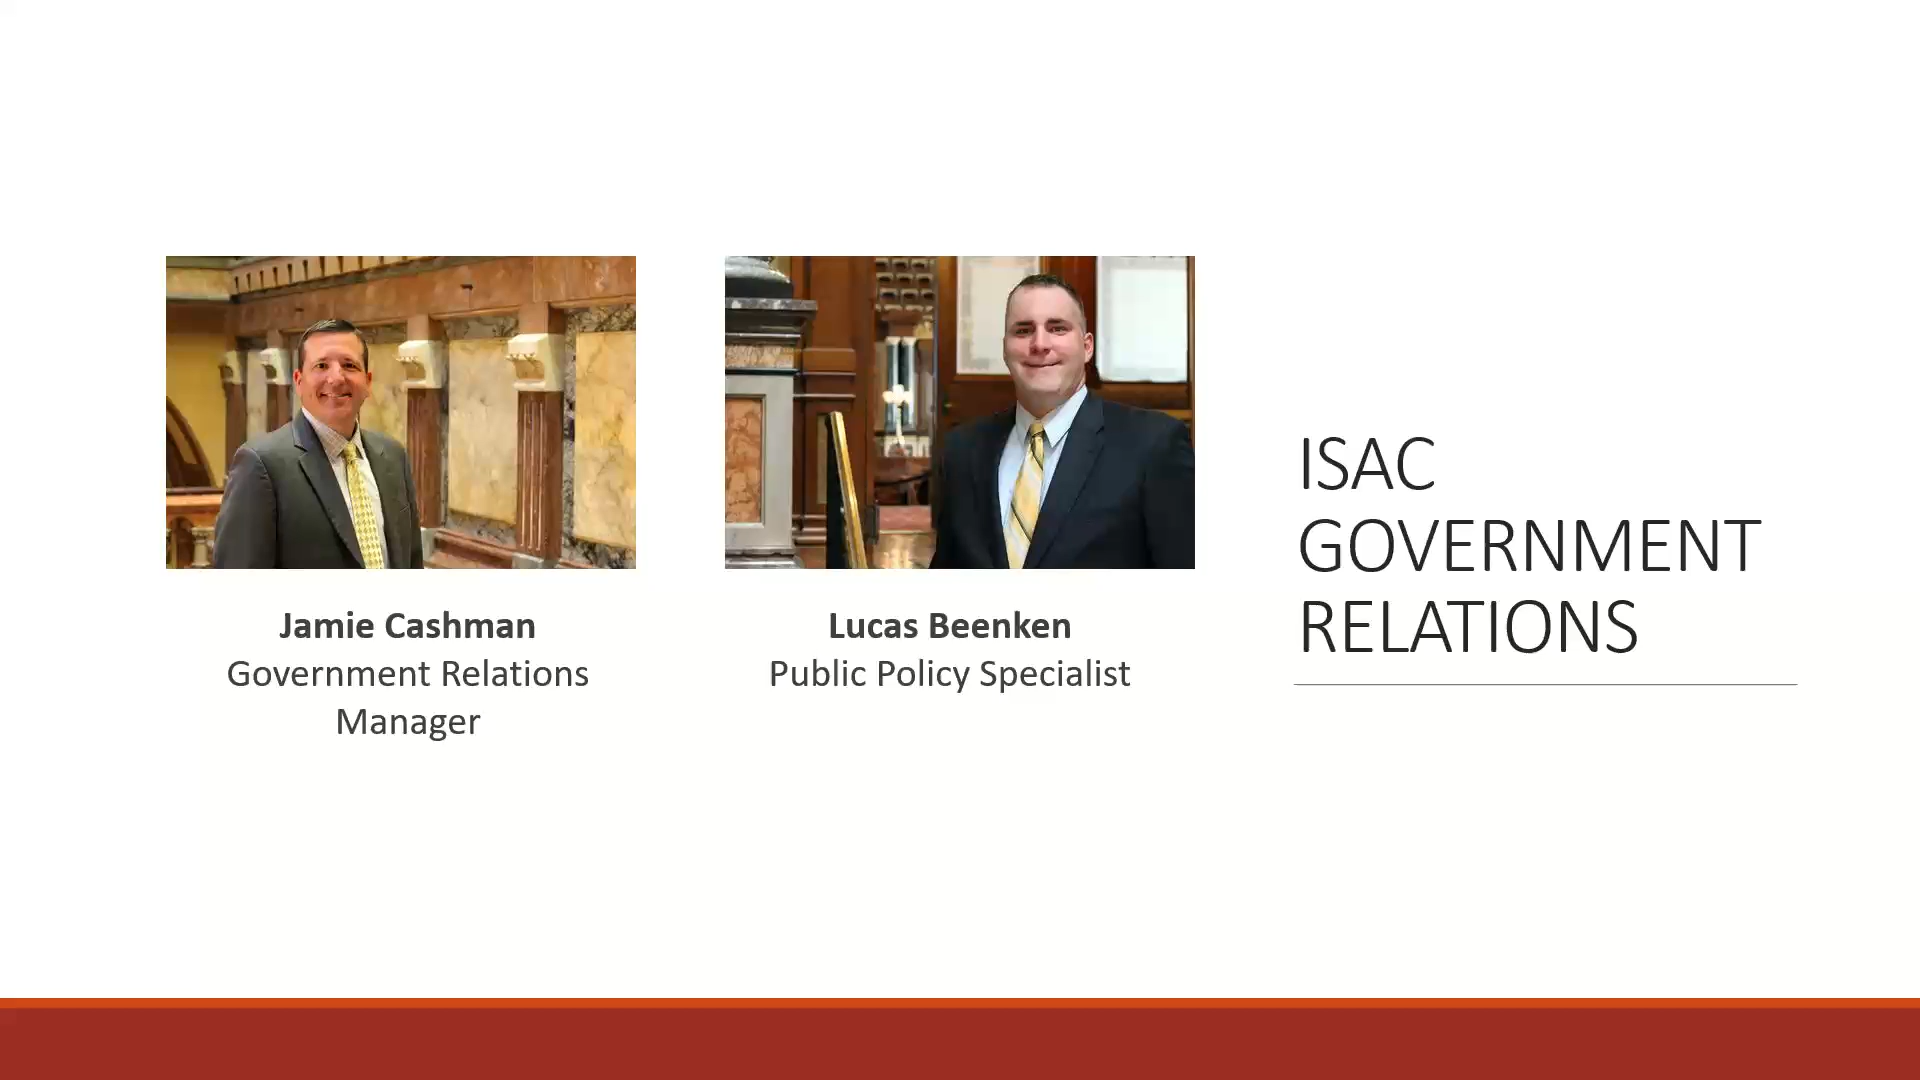 Jamie Cashman
Government Relations
Manager
Lucas Beenken
Public Policy Specialist
ISAC
GOVERNMENT
RELATIONS